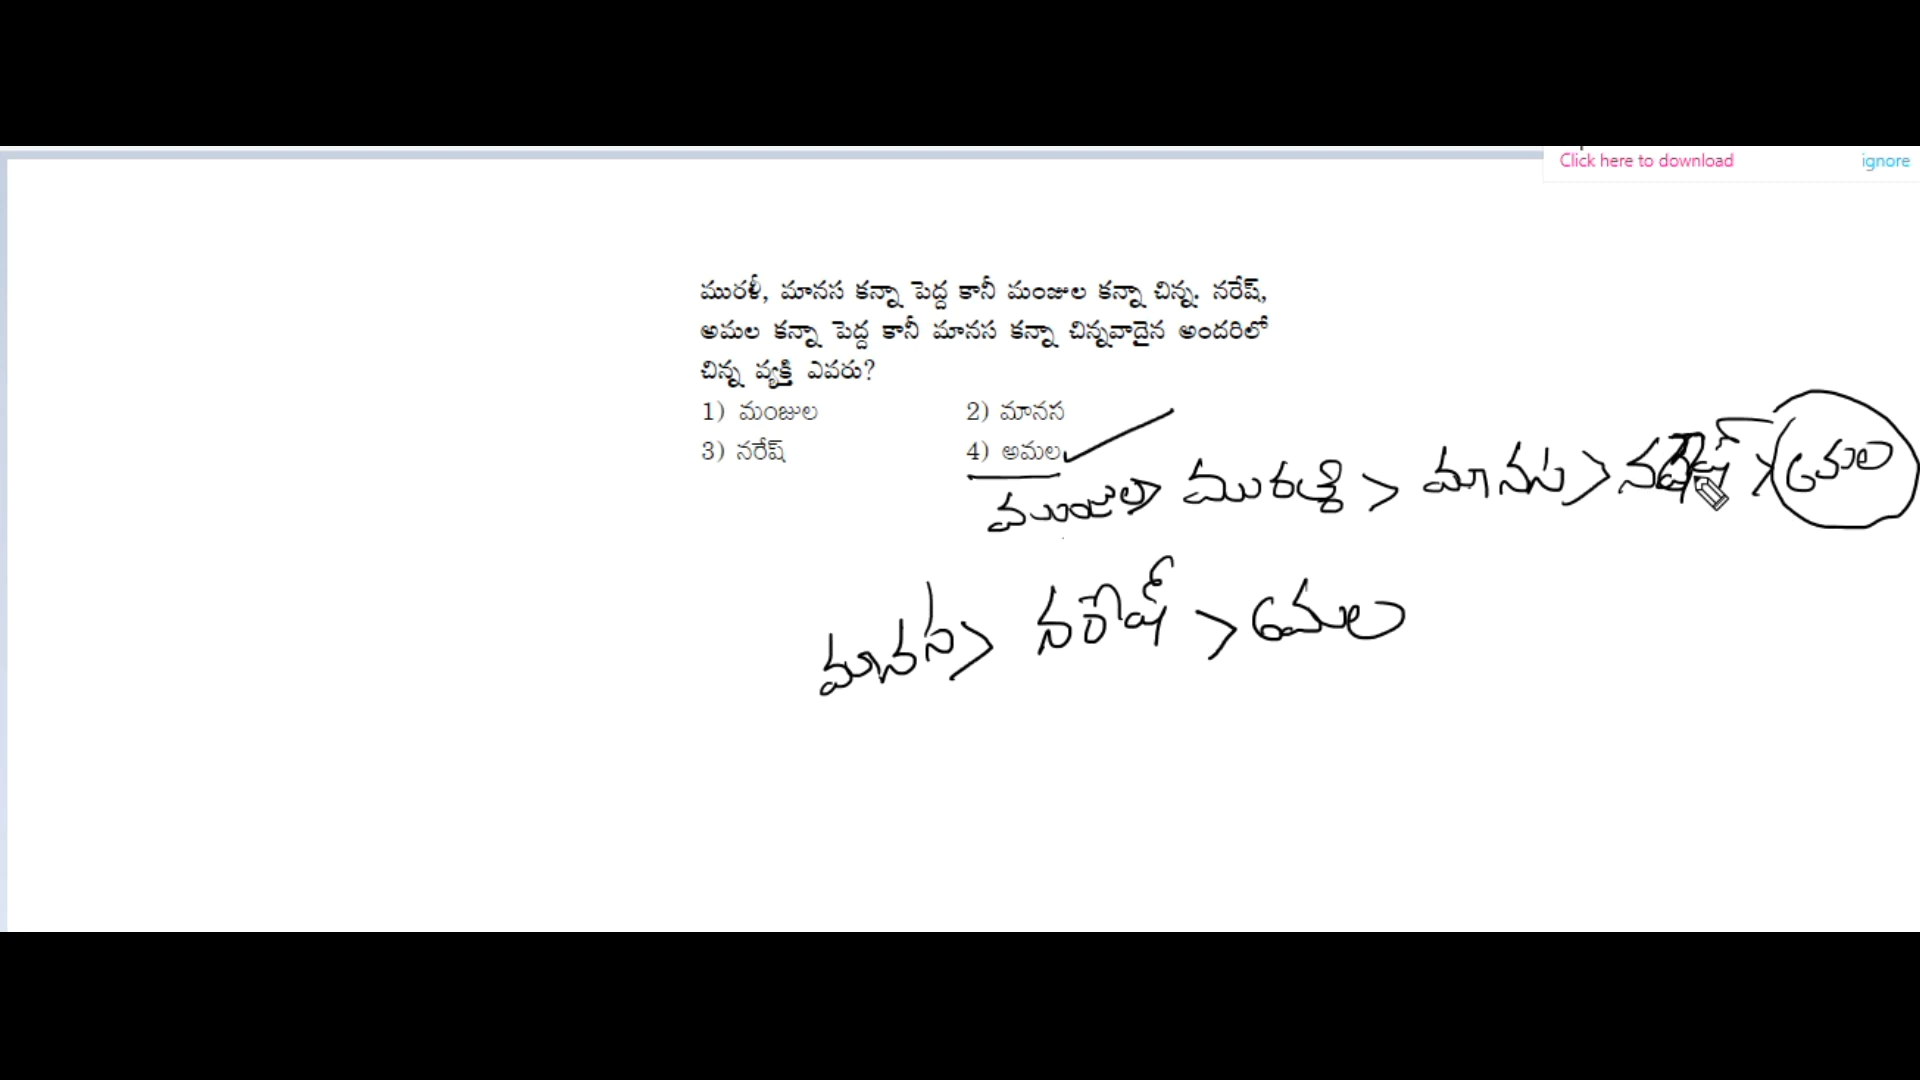 Click here to download ignore
మురళీ, మానస కన్నా పెద్ద కానీ మంజుల కన్నా చిన్న. నరేష్,
అమల కన్నా పెద్ద కానీ మానస కన్నా చిన్నవాడైన అందరిలో
చిన్న వ్యక్తి ఎవరు?
1) మంజుల 2) మానస
3) నరేష్ 4) అమల
మంజుల> మురళి > మానస > నరేష్ > అమల
మానస> నరేష్ > అమల